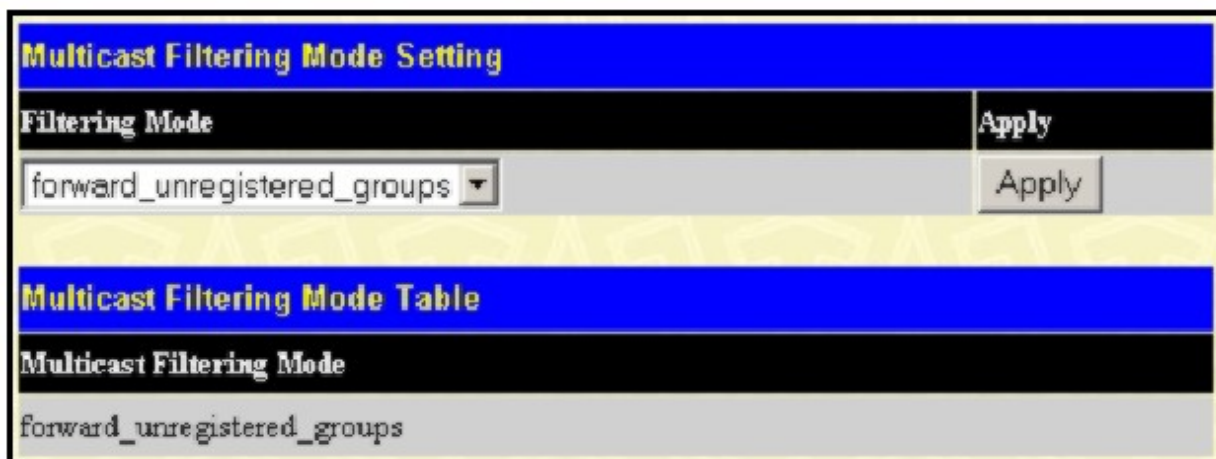 Multicast Filtering Mode Setting
Filtering Mode Apply
forward_unregistered_groups Apply
Multicast Filtering Mode Table
Multicast Filtering Mode
forward_unregistered_groups